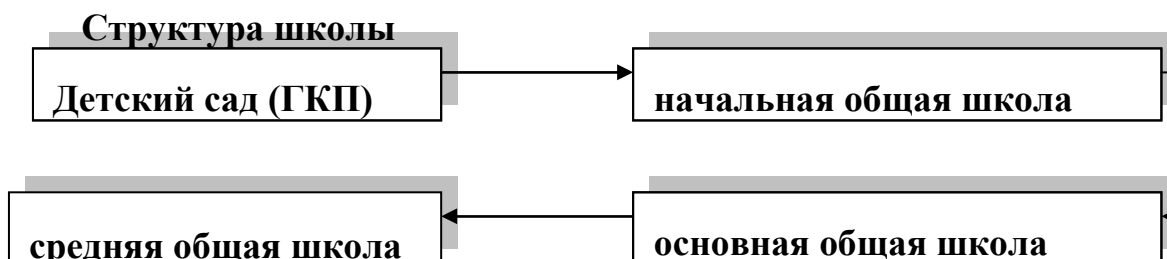 Структура школы
Детский сад (ГКП)
начальная общая школа
средняя общая школа
основная общая школа